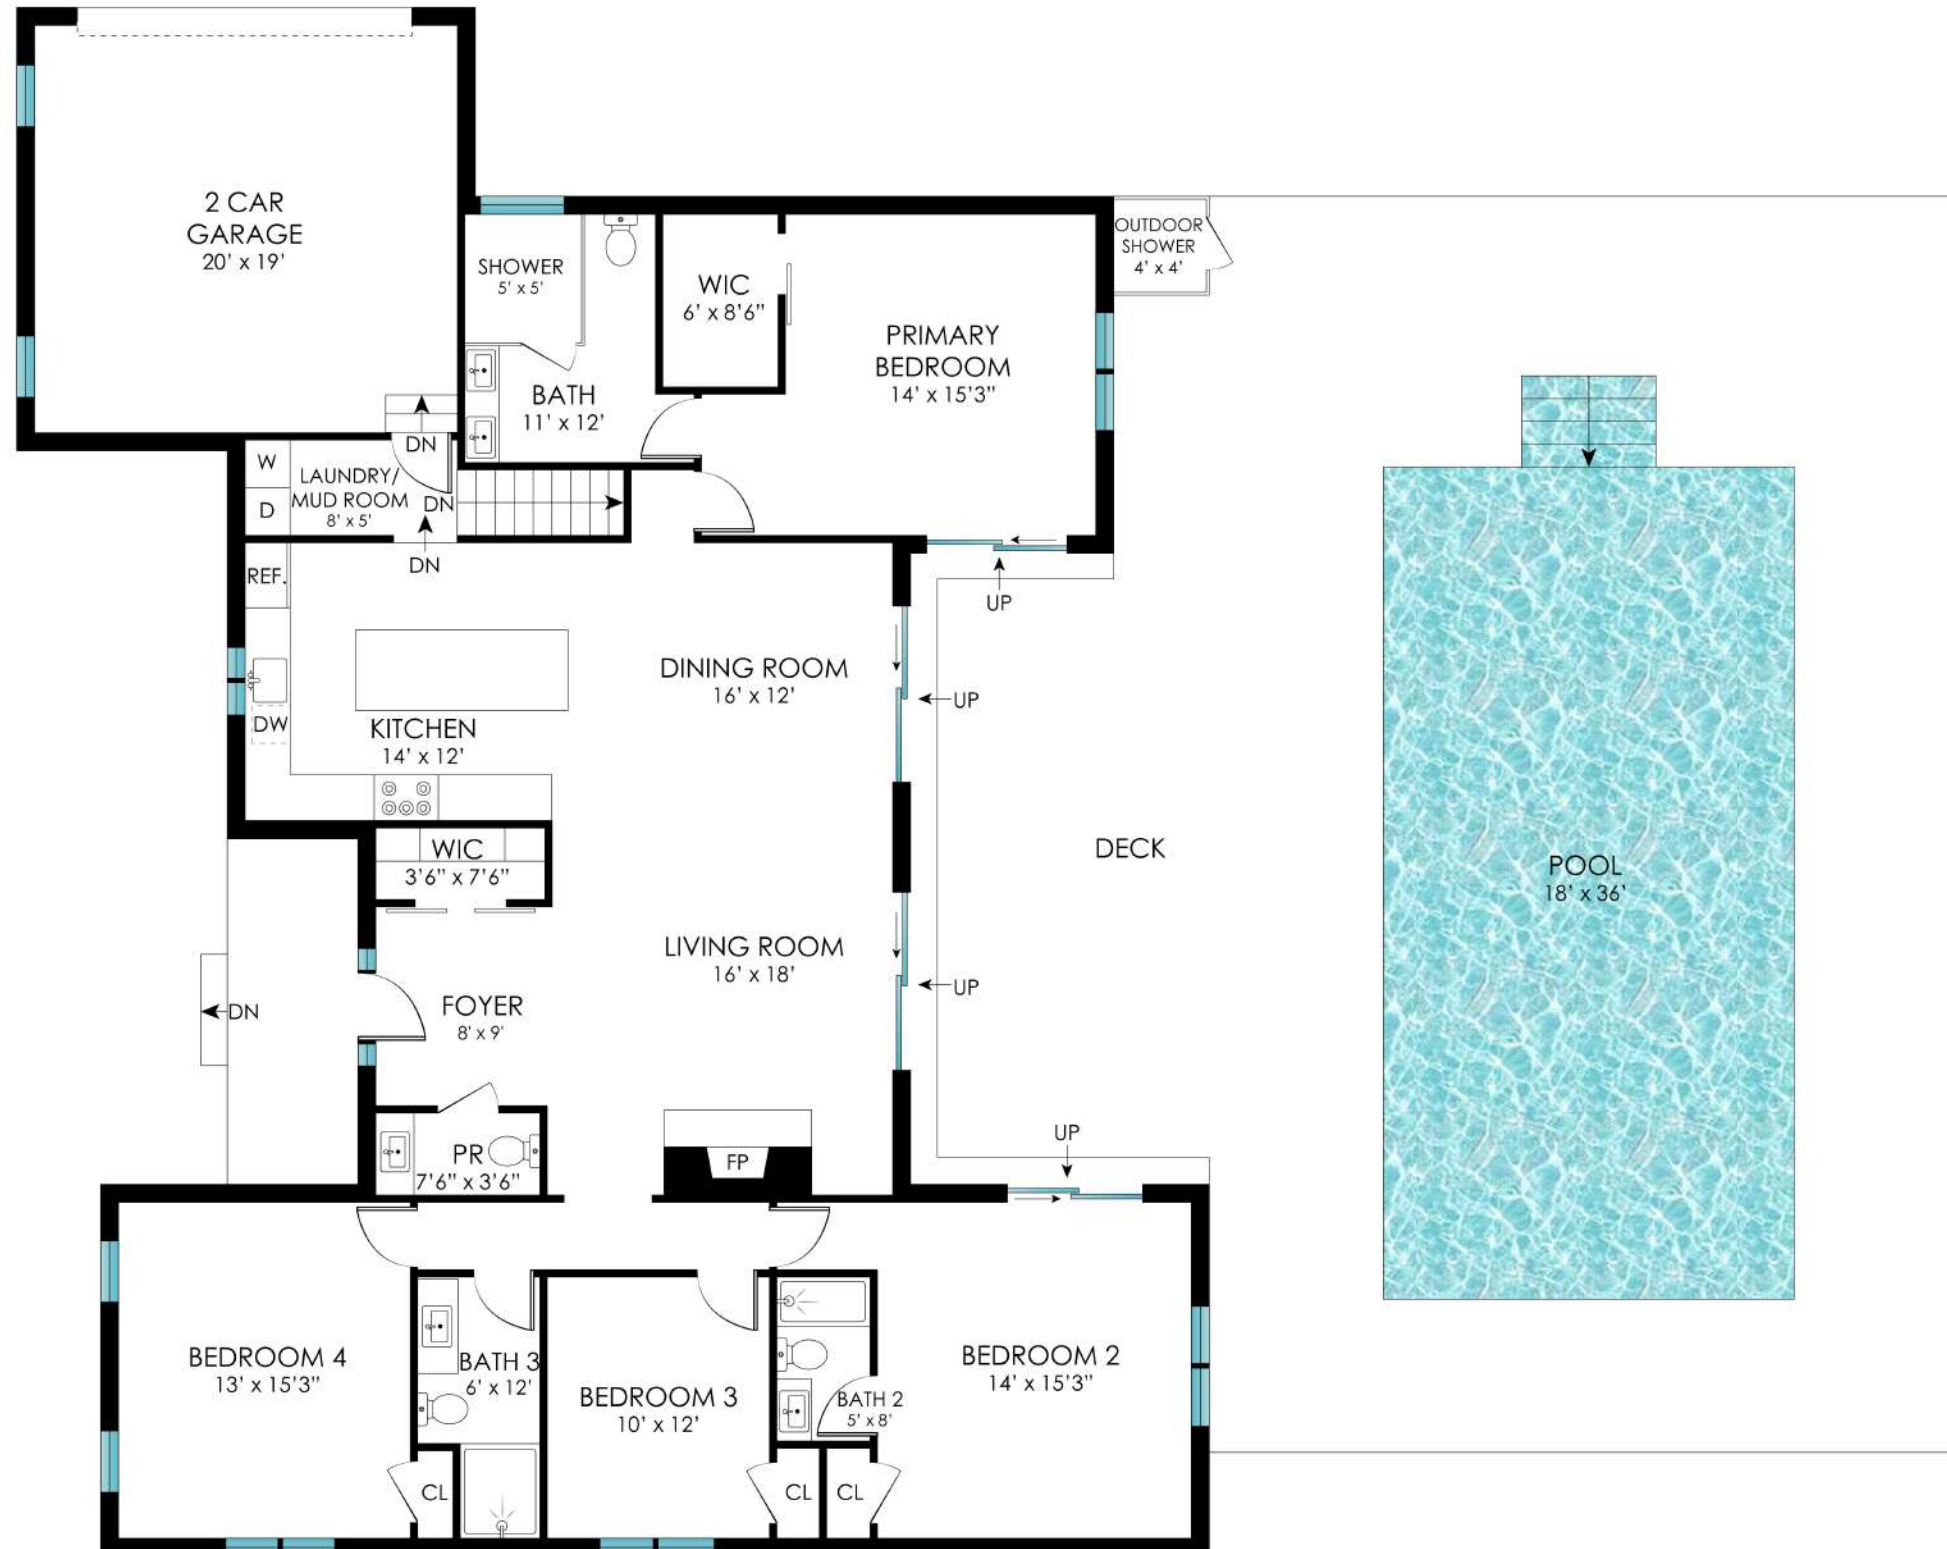 2 CAR
GARAGE
20' x 19'
OUTDOOR
SHOWER
4' x 4'
SHOWER
5' x 5'
WIC
6' x 8'6"
PRIMARY
BEDROOM
14' x 15'3"
BATH
11' x 12'
DN
W
LAUNDRY/
MUD ROOM
8' x 5'
DN
D
DN
REF.
UP
DINING ROOM
16' x 12'
UP
DW
KITCHEN
14' x 12'
WIC
3'6" x 7'6"
DECK
POOL
18' x 36'
LIVING ROOM
16' x 18'
UP
DN
FOYER
8' x 9'
UP
PR
7'6" x 3'6"
FP
BEDROOM 4
13' x 15'3"
BATH 3
6' x 12'
BEDROOM 3
10' x 12'
BATH 2
5' x 8'
BEDROOM 2
14' x 15'3"
CL
CL
CL